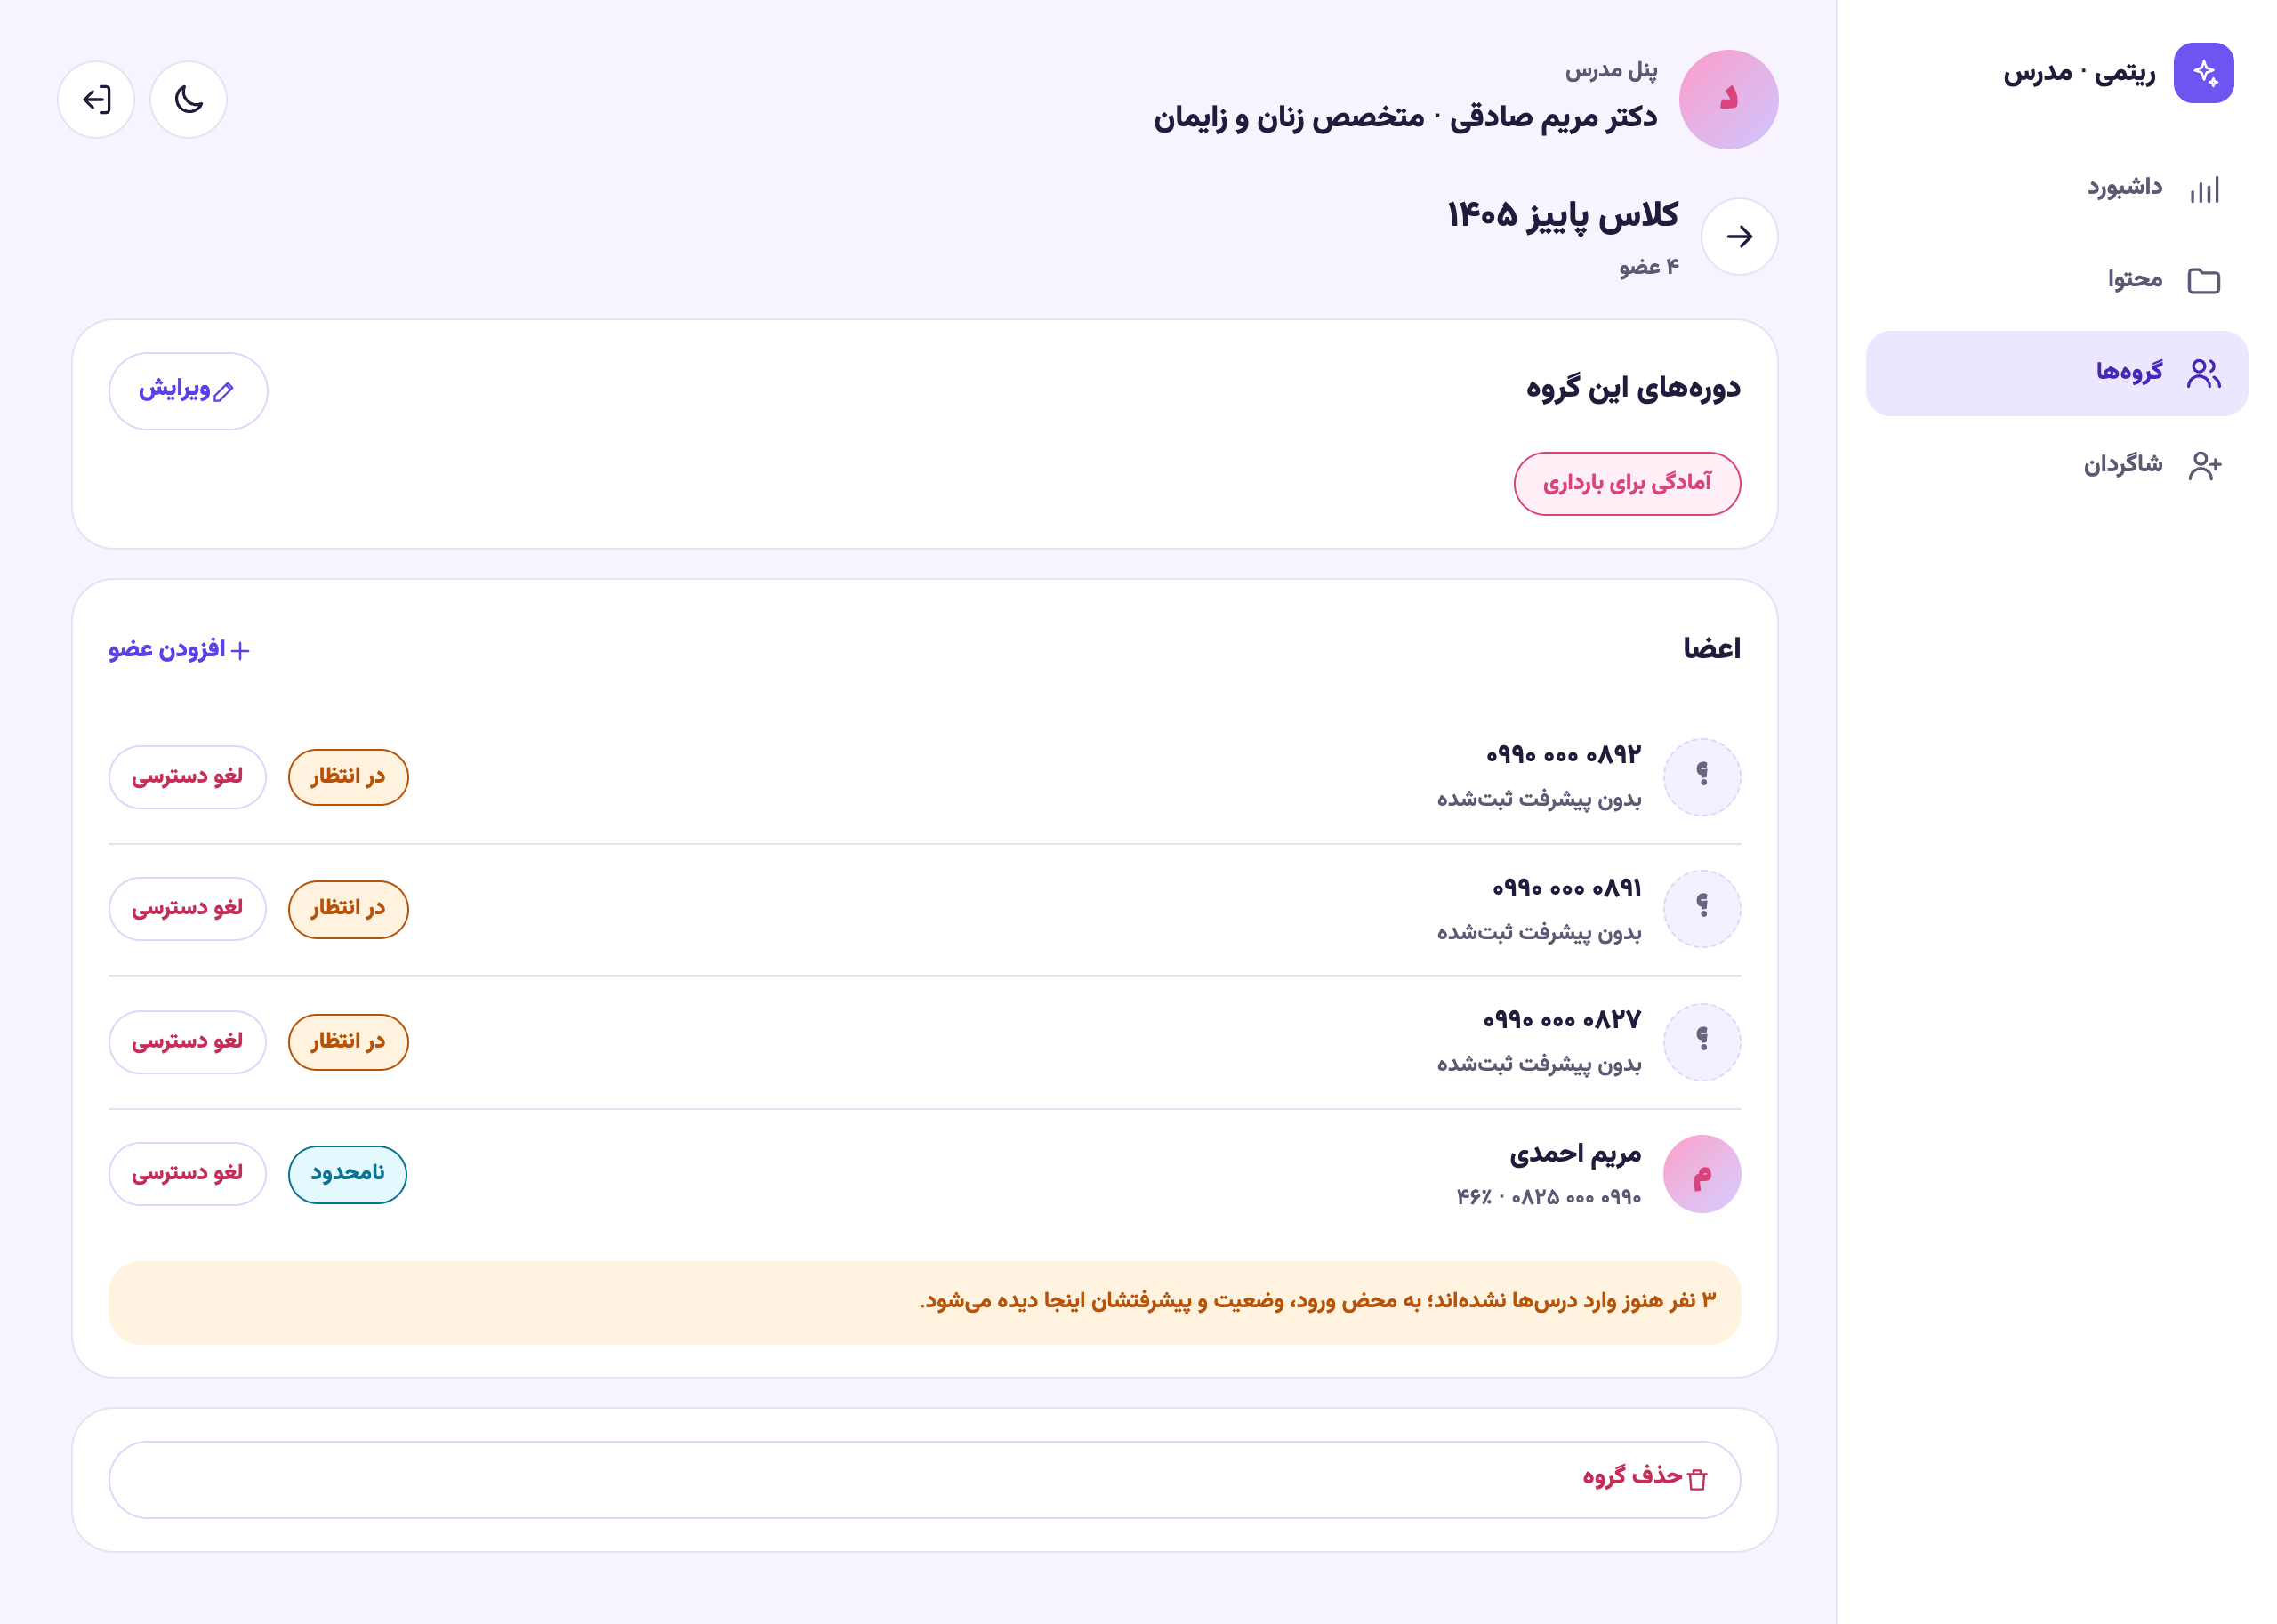 ریتمی · مدرس
داشبورد
محتوا
گروه‌ها
شاگردان
د
پنل مدرس
دکتر مریم صادقی · متخصص زنان و زایمان
کلاس پاییز ۱۴۰۵
۴ عضو
دوره‌های این گروه
ویرایش
آمادگی برای بارداری
اعضا
افزودن عضو
؟
۰۹۹۰ ۰۰۰ ۰۸۹۲
بدون پیشرفت ثبت‌شده
در انتظار
لغو دسترسی
؟
۰۹۹۰ ۰۰۰ ۰۸۹۱
بدون پیشرفت ثبت‌شده
در انتظار
لغو دسترسی
؟
۰۹۹۰ ۰۰۰ ۰۸۲۷
بدون پیشرفت ثبت‌شده
در انتظار
لغو دسترسی
م
مریم احمدی
۰۹۹۰ ۰۰۰ ۰۸۲۵ · ۴۶٪
نامحدود
لغو دسترسی
۳ نفر هنوز وارد درس‌ها نشده‌اند؛ به محض ورود، وضعیت و پیشرفتشان اینجا دیده می‌شود.
حذف گروه